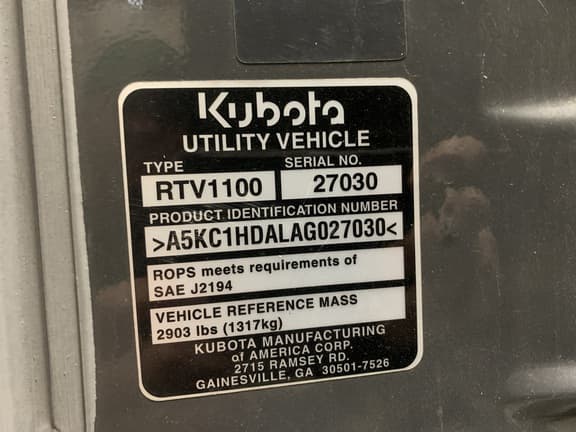 Kubota
UTILITY VEHICLE
TYPE SERIAL NO.
RTV1100 27030
PRODUCT IDENTIFICATION NUMBER
>A5KC1HDALAG027030<
ROPS meets requirements of
SAE J2194
VEHICLE REFERENCE MASS
2903 lbs (1317kg)
KUBOTA MANUFACTURING
of AMERICA CORP.
2715 RAMSEY RD.
GAINESVILLE, GA 30501-7526